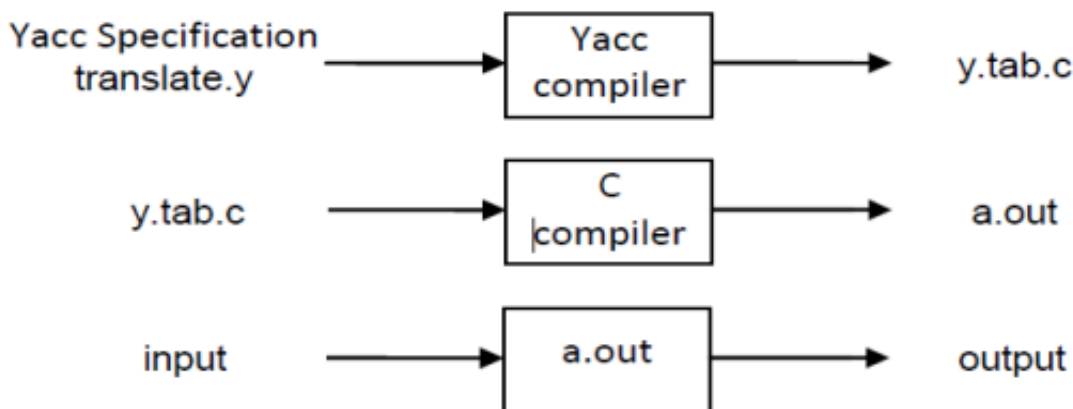 Yacc Specification
translate.y
Yacc
compiler
y.tab.c
y.tab.c
C
compiler
a.out
input
a.out
output